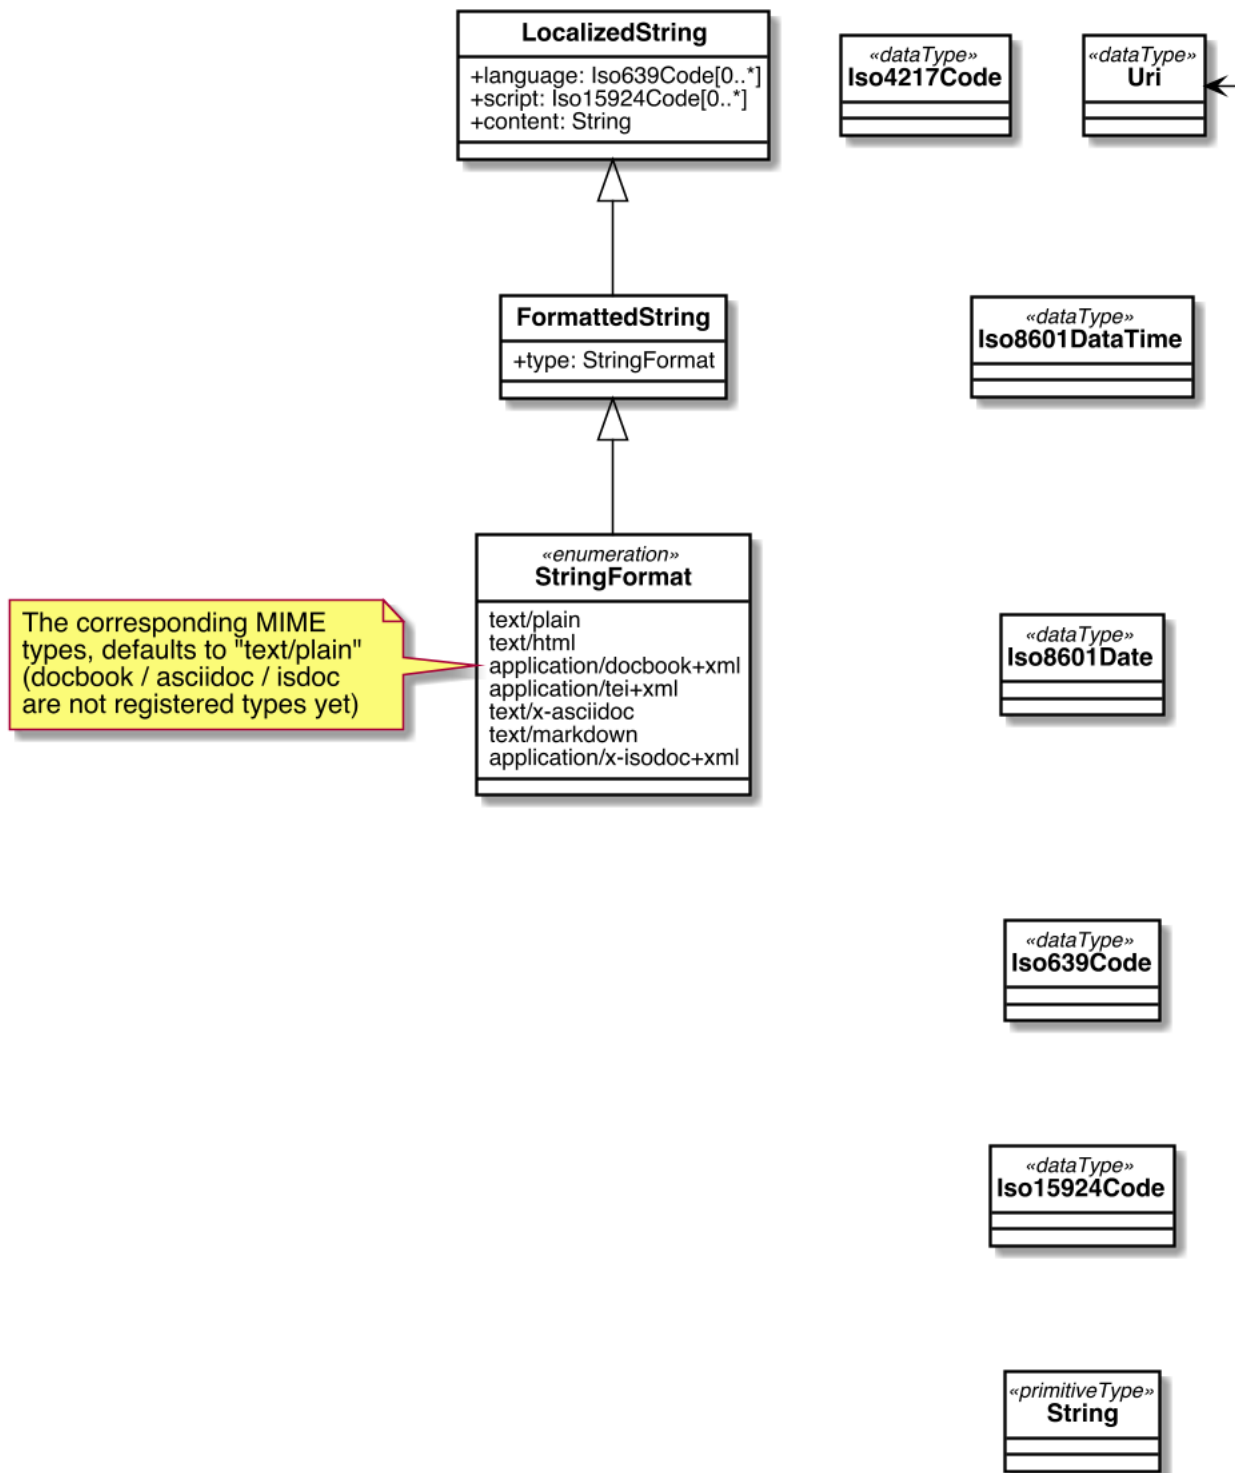 LocalizedString
+language: Iso639Code[0..*]
+script: Iso15924Code[0..*]
+content: String
«dataType»
Iso4217Code
«dataType»
Uri
FormattedString
+type: StringFormat
«dataType»
Iso8601DataTime
«enumeration»
StringFormat
text/plain
text/html
application/docbook+xml
application/tei+xml
text/x-asciidoc
text/markdown
application/x-isodoc+xml
The corresponding MIME
types, defaults to "text/plain"
(docbook / asciidoc / isdoc
are not registered types yet)
«dataType»
Iso8601Date
«dataType»
Iso639Code
«dataType»
Iso15924Code
«primitiveType»
String